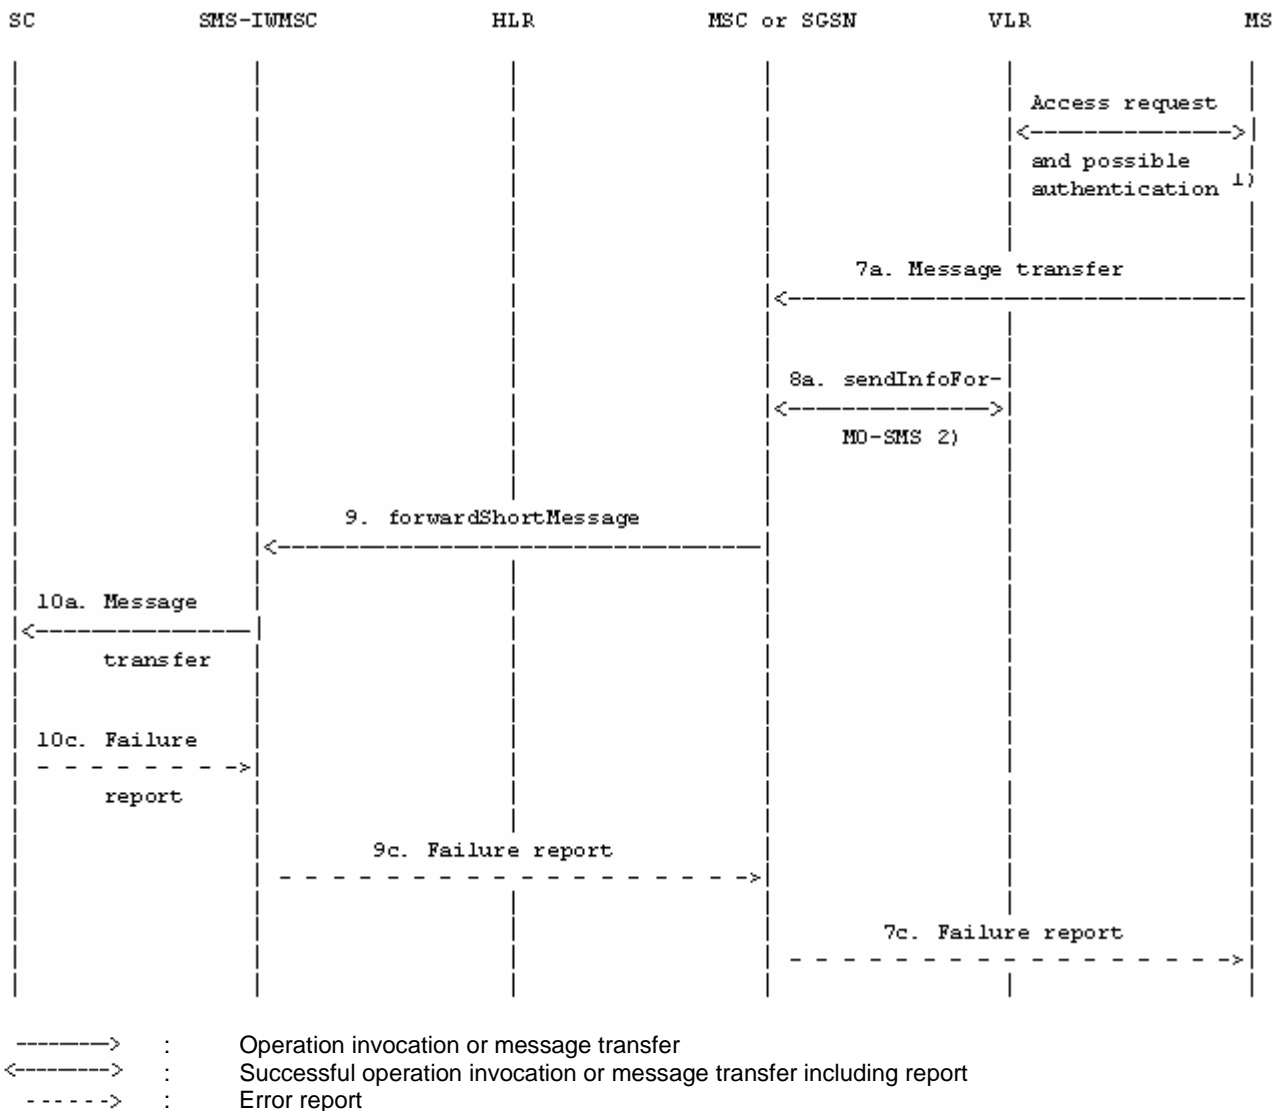 SC SMS-IWMSC HLR MSC or SGSN VLR MS
Access request
and possible
authentication 1)
7a. Message transfer
8a. sendInfoFor-
MO-SMS 2)
9. forwardShortMessage
10a. Message
transfer
10c. Failure
report
9c. Failure report
7c. Failure report
: Operation invocation or message transfer
: Successful operation invocation or message transfer including report
: Error report